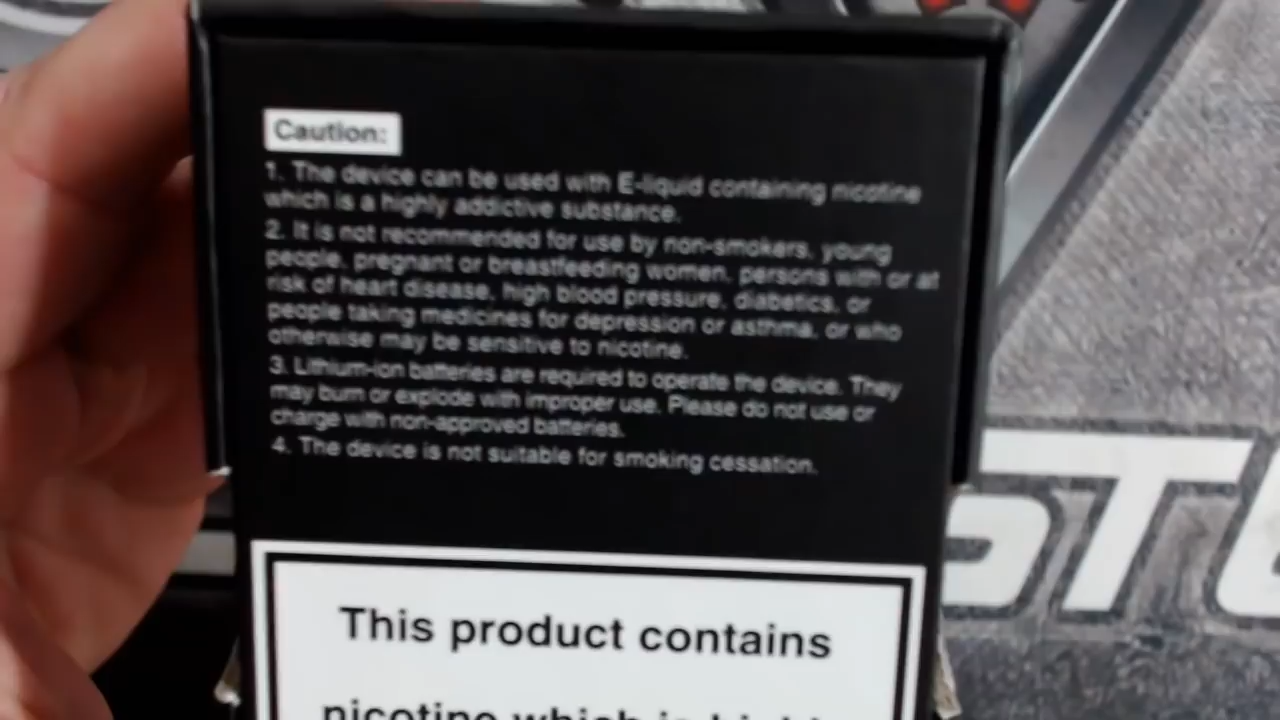 Caution:
1. The device can be used with E-liquid containing nicotine
which is a highly addictive substance.
2. It is not recommended for use by non-smokers, young
people, pregnant or breastfeeding women, persons with or at
risk of heart disease, high blood pressure, diabetics, or
people taking medicines for depression or asthma, or who
otherwise may be sensitive to nicotine.
3. Lithium-ion batteries are required to operate the device. They
may burn or explode with improper use. Please do not use or
charge with non-approved batteries.
4. The device is not suitable for smoking cessation.
This product contains
nicotine which is